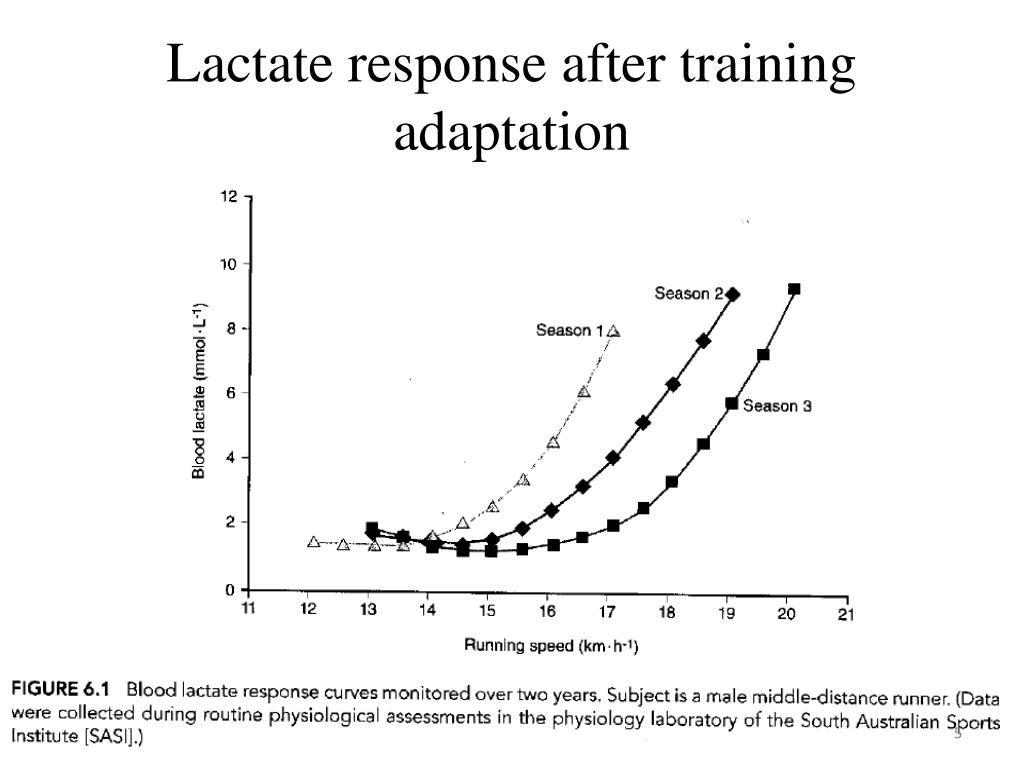 Lactate response after training
adaptation
12
10
8
6
4
2
0
Blood lactate (mmol·L-1)
Season 1
Season 2
Season 3
11 12 13 14 15 16 17 18 19 20 21
Running speed (km·h-1)
FIGURE 6.1 Blood lactate response curves monitored over two years. Subject is a male middle-distance runner. (Data
were collected during routine physiological assessments in the physiology laboratory of the South Australian Sports
Institute [SASI].)